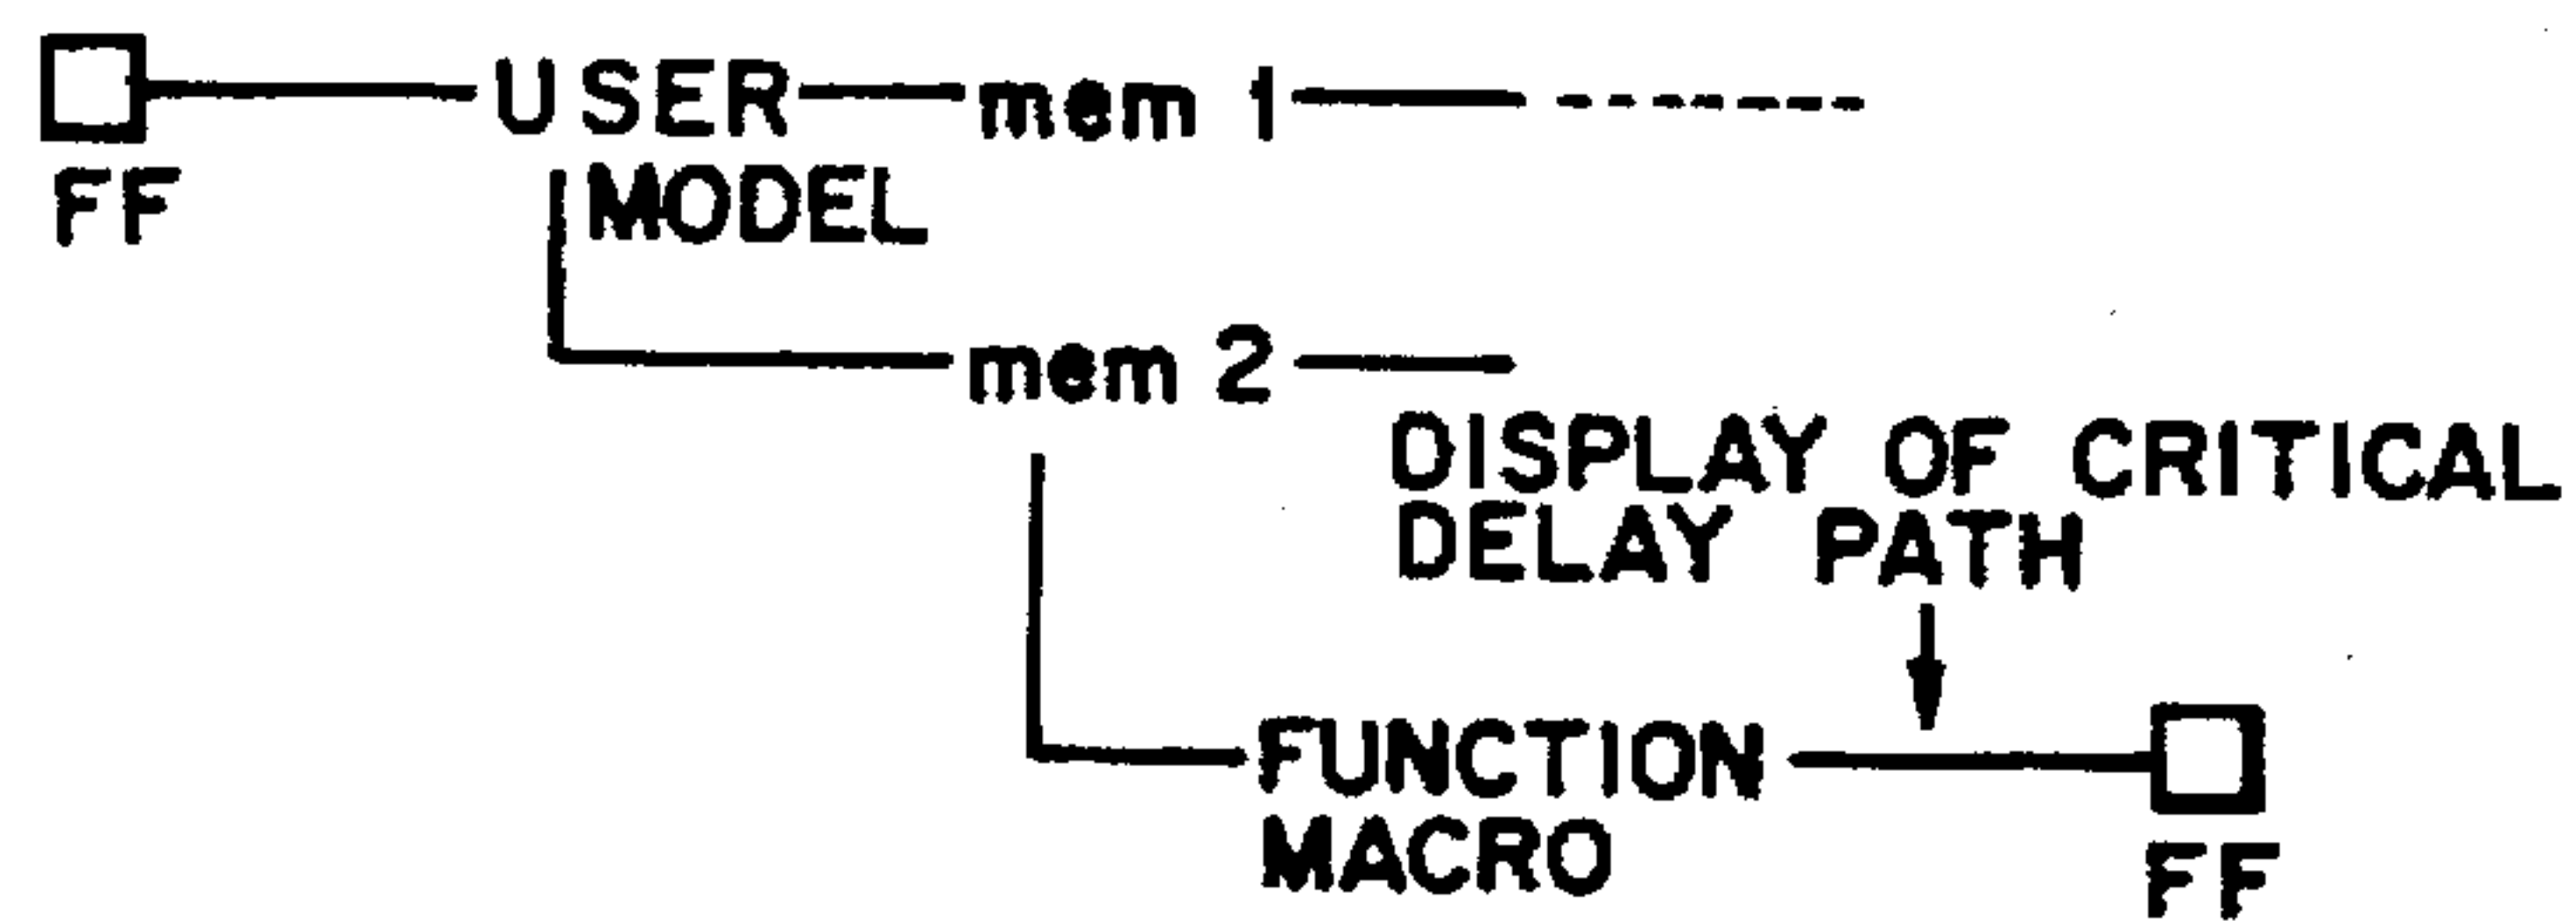 USER mem 1
FF MODEL
mem 2
DISPLAY OF CRITICAL
DELAY PATH
FUNCTION
MACRO
FF